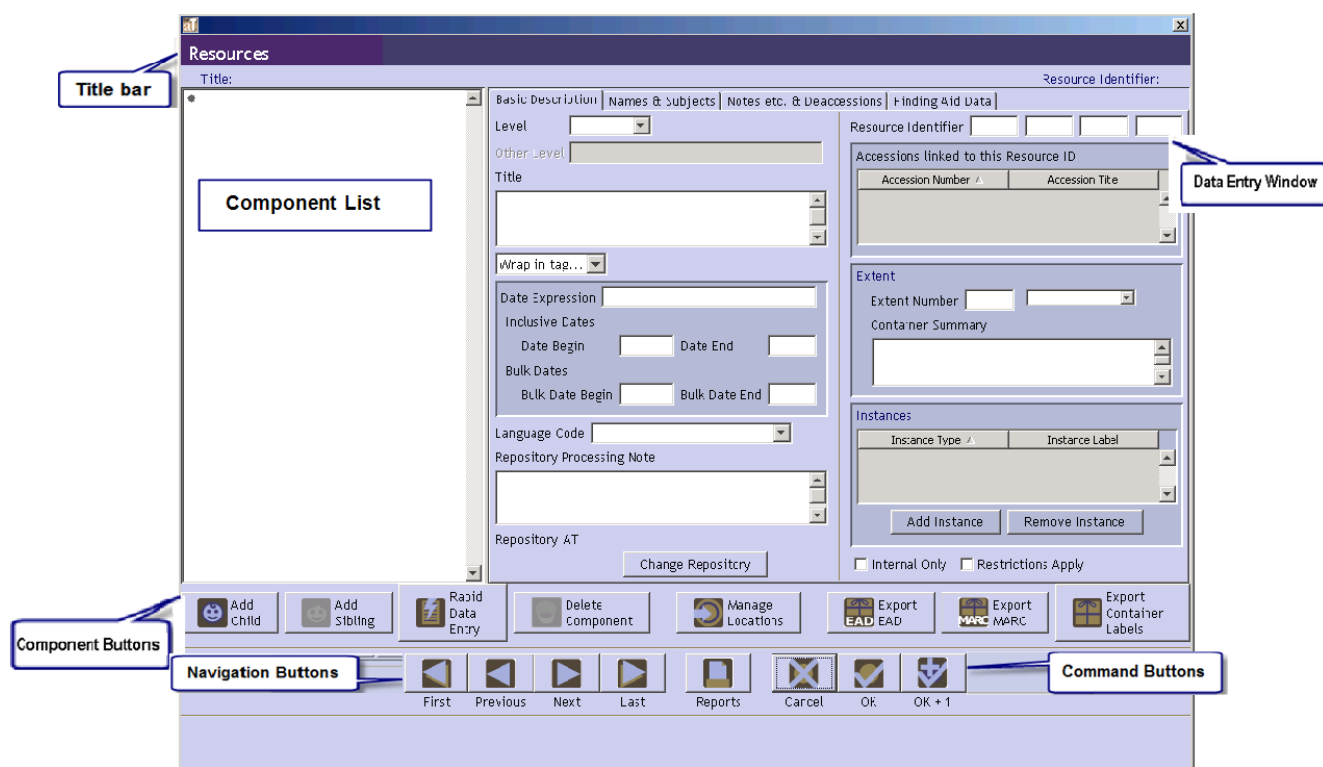 aT
Resources
Title bar
Title:
Resource Identifier:
Basic Description
Names & Subjects
Notes etc. & Deaccessions
Finding Aid Data
Component List
Level
Other Level
Title
Wrap in tag...
Date Expression
Inclusive Dates
Date Begin
Date End
Bulk Dates
Bulk Date Begin
Bulk Date End
Language Code
Repository Processing Note
Repository AT
Change Repository
Resource Identifier
Accessions linked to this Resource ID
Accession Number
Accession Title
Data Entry Window
Extent
Extent Number
Container Summary
Instances
Instance Type
Instance Label
Add Instance
Remove Instance
Internal Only
Restrictions Apply
Component Buttons
Add
Child
Add
Sibling
Rapid
Data
Entry
Delete
Component
Manage
Locations
EAD
Export
EAD
MARC
Export
MARC
Export
Container
Labels
Navigation Buttons
Command Buttons
First
Previous
Next
Last
Reports
Cancel
OK
OK + 1